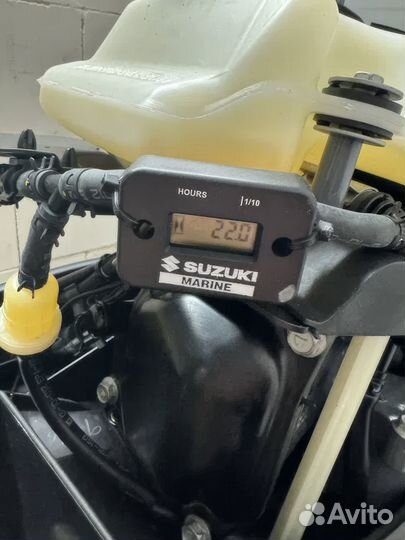 HOURS 1/10
22.0
SUZUKI
MARINE
Avito